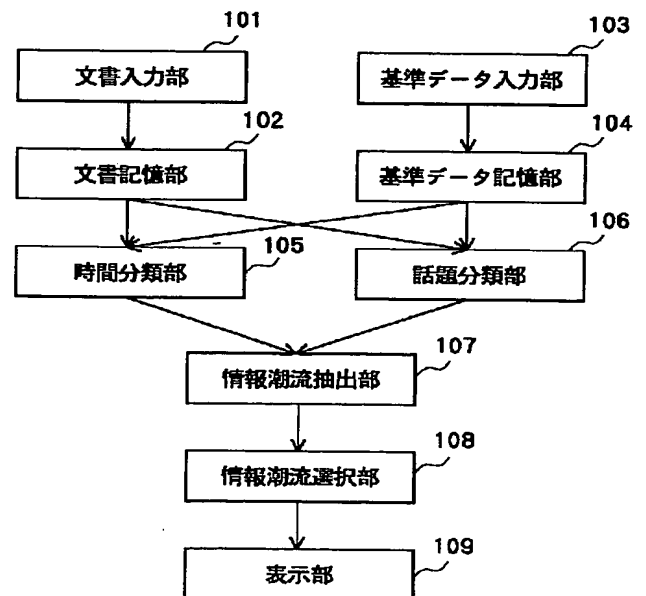 101
文書入力部
103
基準データ入力部
102
文書記憶部
104
基準データ記憶部
105
時間分類部
106
話題分類部
107
情報潮流抽出部
108
情報潮流選択部
109
表示部